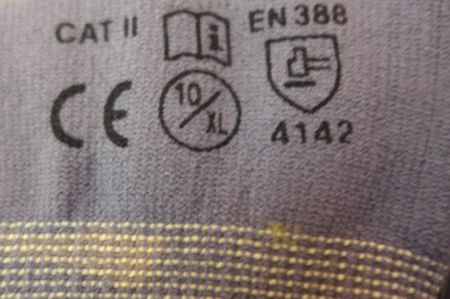 CAT II
EN 388
CE
10/XL
4142